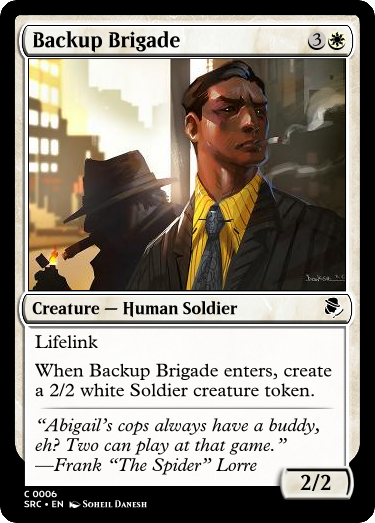 Backup Brigade 3
Creature — Human Soldier
Lifelink
When Backup Brigade enters, create
a 2/2 white Soldier creature token.
“Abigail's cops always have a buddy,
eh? Two can play at that game.”
—Frank “The Spider” Lorre
2/2
C 0006
SRC • EN Soheil Danesh